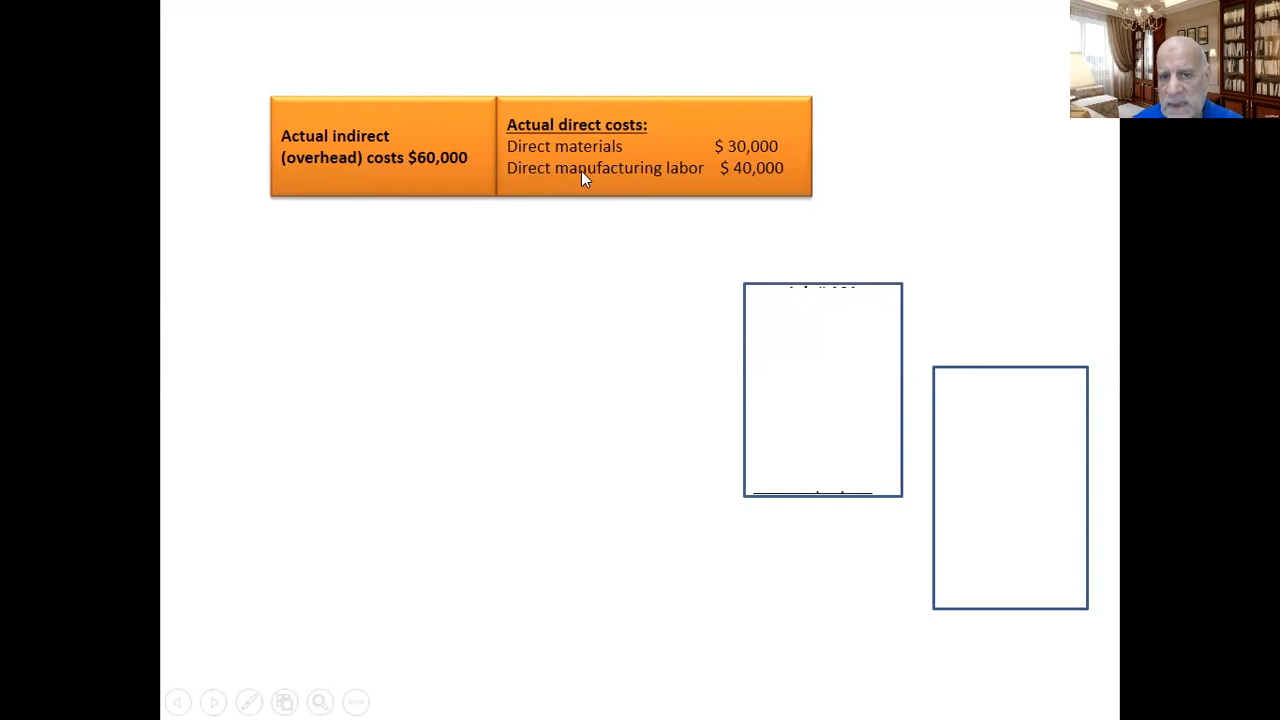 Actual indirect
(overhead) costs $60,000
Actual direct costs:
Direct materials $ 30,000
Direct manufacturing labor $ 40,000